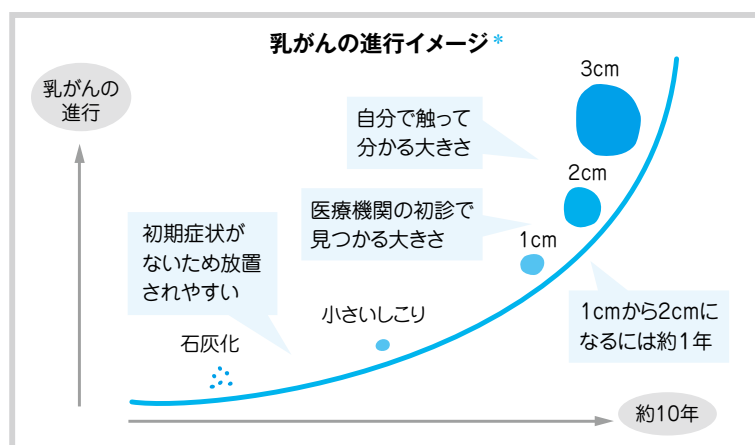 乳がんの進行イメージ*
乳がんの
進行
3cm
自分で触って
分かる大きさ
2cm
医療機関の初診で
見つかる大きさ
1cm
初期症状が
ないため放置
されやすい
小さいしこり
石灰化
1cmから2cmに
なるには約1年
約10年